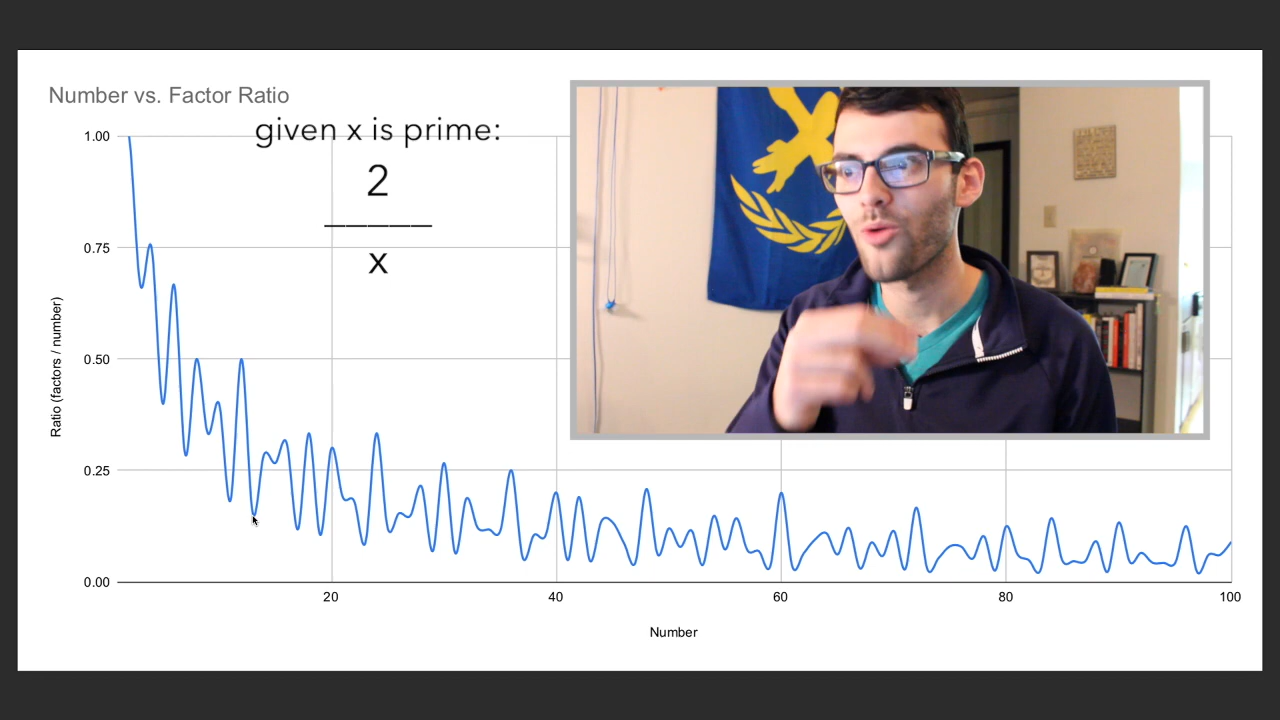 Number vs. Factor Ratio
given x is prime:
2
x
Ratio (factors / number)
1.00
0.75
0.50
0.25
0.00
20
40
60
80
100
Number